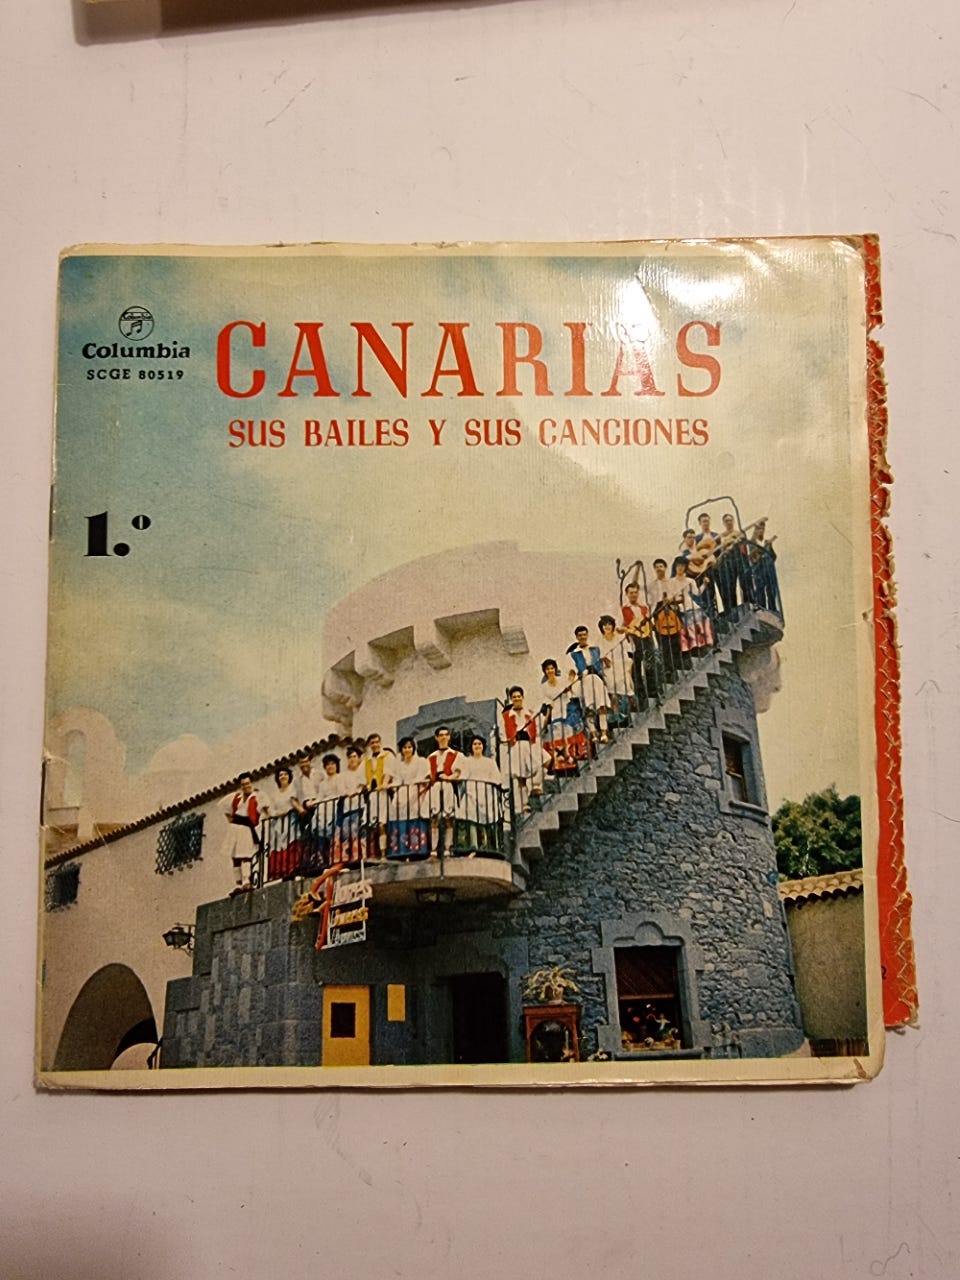 Columbia
SCGE 80519
CANARIAS
SUS BAILES Y SUS CANCIONES
1.º